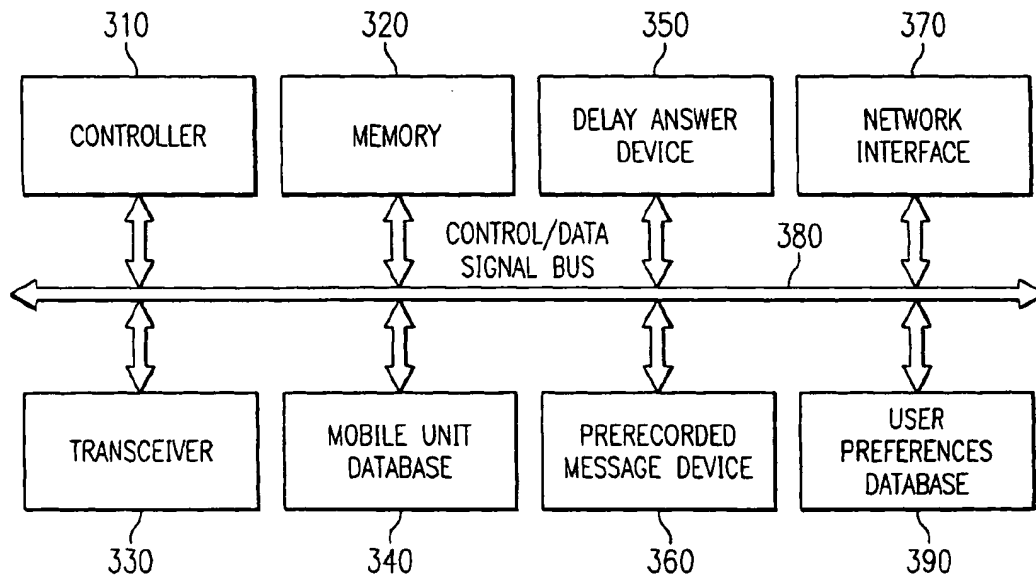 310
320
350
370
CONTROLLER
MEMORY
DELAY ANSWER
DEVICE
NETWORK
INTERFACE
CONTROL/DATA
SIGNAL BUS
380
TRANSCEIVER
MOBILE UNIT
DATABASE
PRERECORDED
MESSAGE DEVICE
USER
PREFERENCES
DATABASE
330
340
360
390